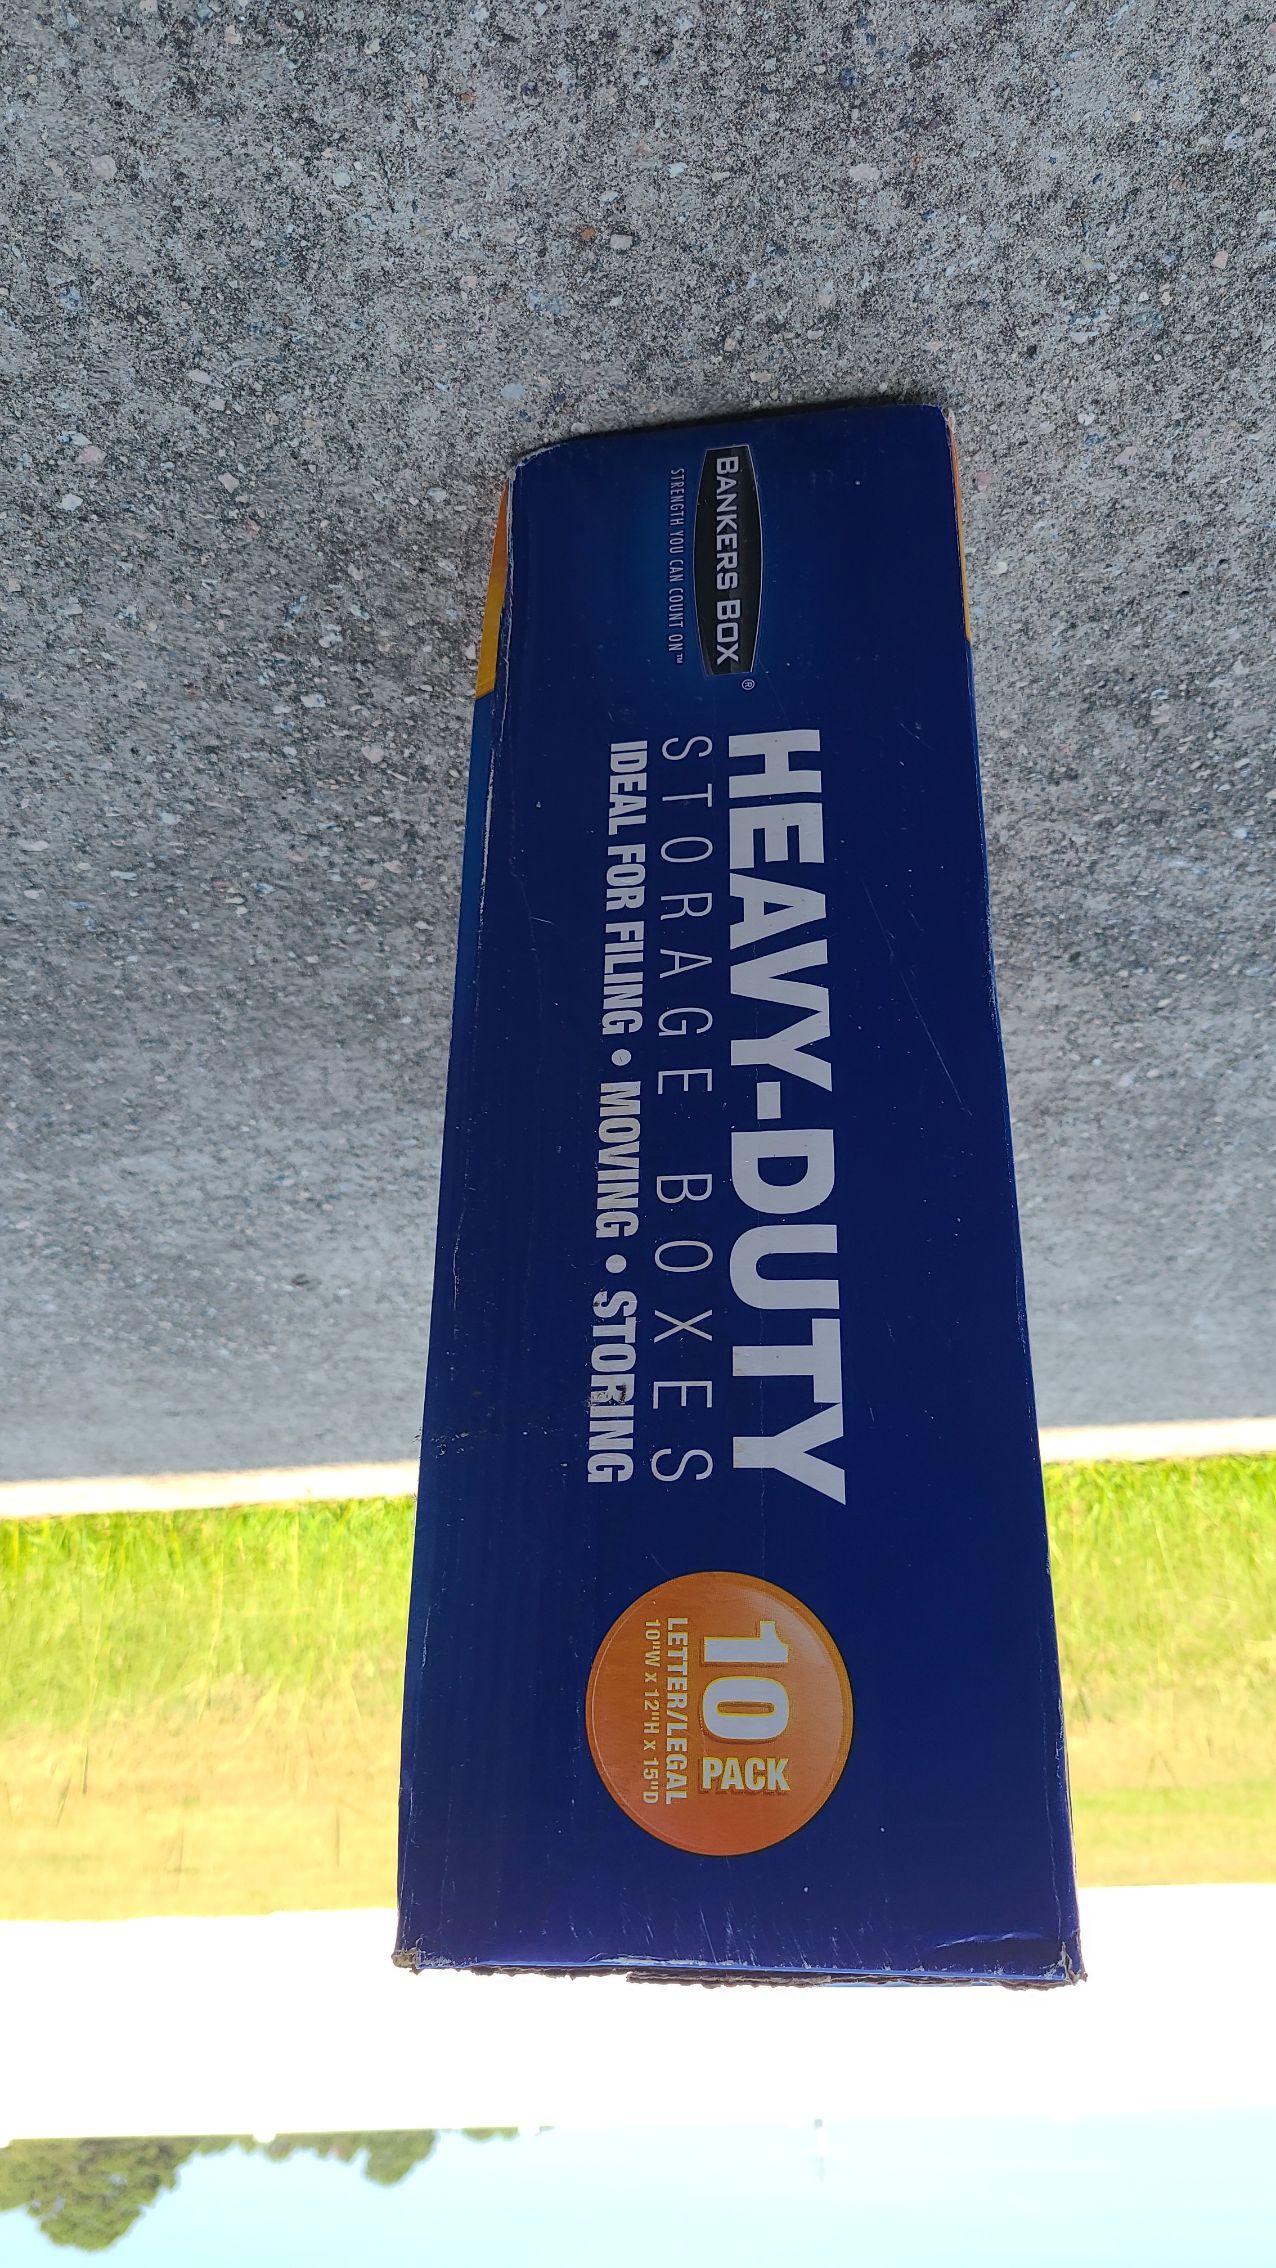 BANKERS BOX®
STRENGTH YOU CAN COUNT ON™
HEAVY-DUTY
STORAGE BOXES
IDEAL FOR FILING • MOVING • STORING
10 PACK
LETTER/LEGAL
10"W x 12"H x 15"D